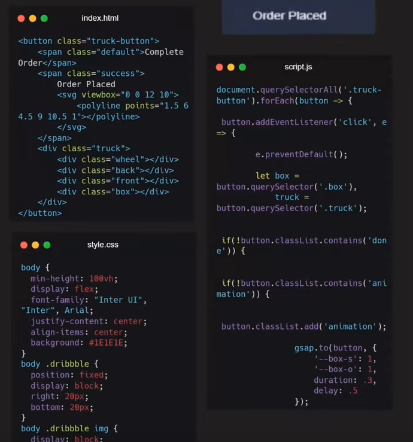 index.html
<button class="truck-button">
<span class="default">Complete
Order</span>
<span class="success">
Order Placed
<svg viewbox="0 0 12 10">
<polyline points="1.5 6
4.5 9 10.5 1"></polyline>
</svg>
</span>
<div class="truck">
<div class="wheel"></div>
<div class="back"></div>
<div class="front"></div>
<div class="box"></div>
</div>
</button>
style.css
body {
min-height: 100vh;
display: flex;
font-family: "Inter UI",
"Inter", Arial;
justify-content: center;
align-items: center;
background: #1E1E1E;
}
body .dribbble {
position: fixed;
display: block;
right: 20px;
bottom: 20px;
}
body .dribbble img {
display: block;
Order Placed
script.js
document.querySelectorAll('.truck-
button').forEach(button => {
button.addEventListener('click', e
=> {
e.preventDefault();
let box =
button.querySelector('.box'),
truck =
button.querySelector('.truck');
if(!button.classList.contains('don
e')) {
if(!button.classList.contains('ani
mation')) {
button.classList.add('animation');
gsap.to(button, {
'--box-s': 1,
'--box-o': 1,
duration: .3,
delay: .5
});